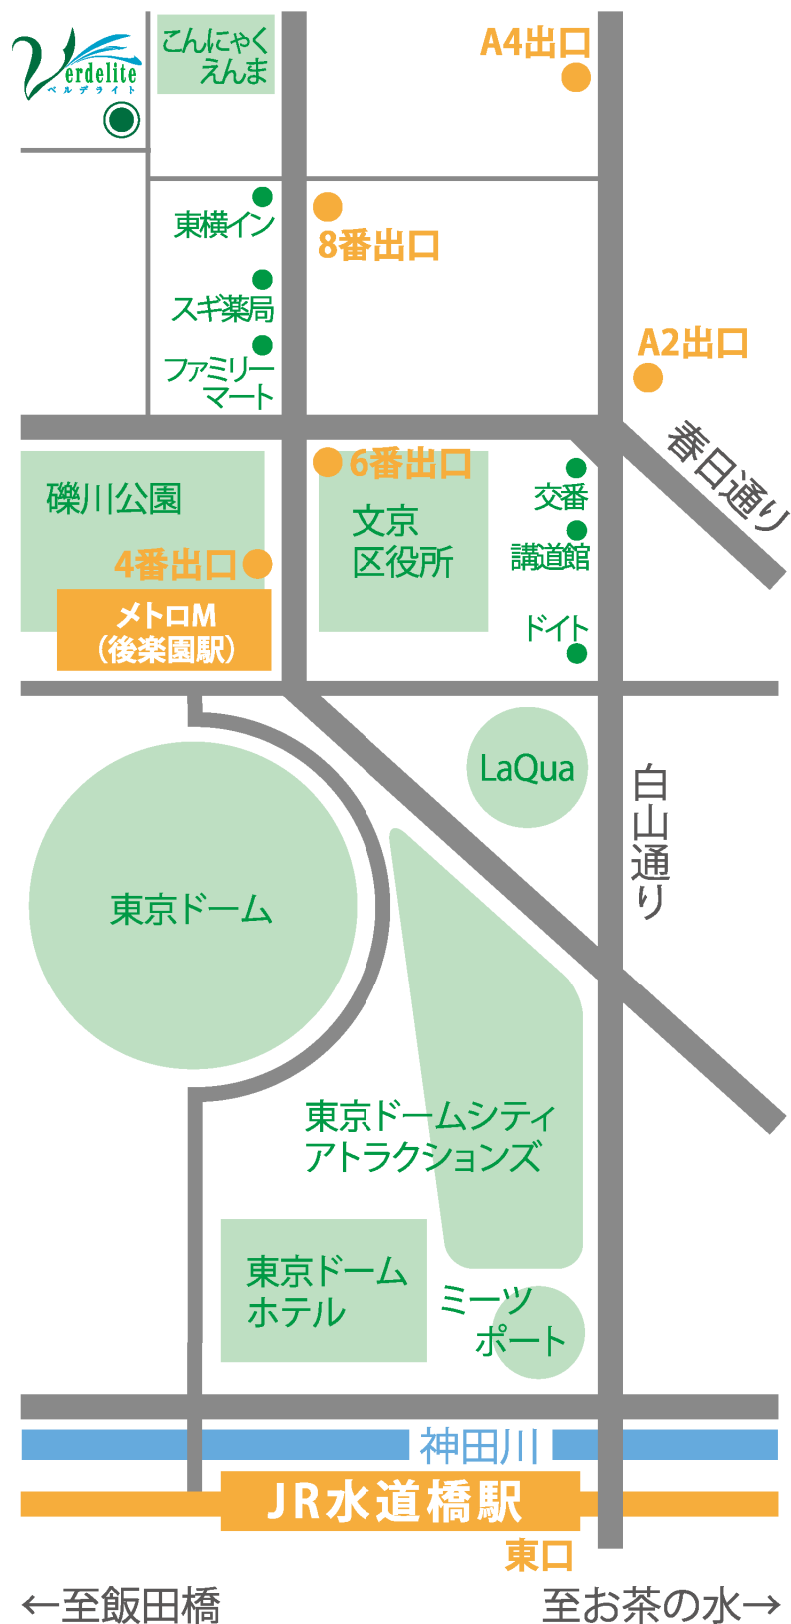 Verdelite
ベルデライト
こんにゃく
えんま
A4出口
東横イン
8番出口
スギ薬局
A2出口
ファミリー
マート
春日通り
6番出口
礫川公園
文京
区役所
交番
4番出口
講道館
メトロM
（後楽園駅）
ドイト
LaQua
白山通り
東京ドーム
東京ドームシティ
アトラクションズ
東京ドーム
ホテル
ミーツ
ポート
神田川
JR水道橋駅
東口
←至飯田橋
至お茶の水→